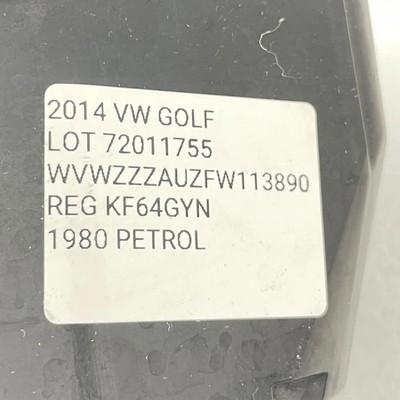 2014 VW GOLF
LOT 72011755
WVWZZZAUZFW113890
REG KF64GYN
1980 PETROL